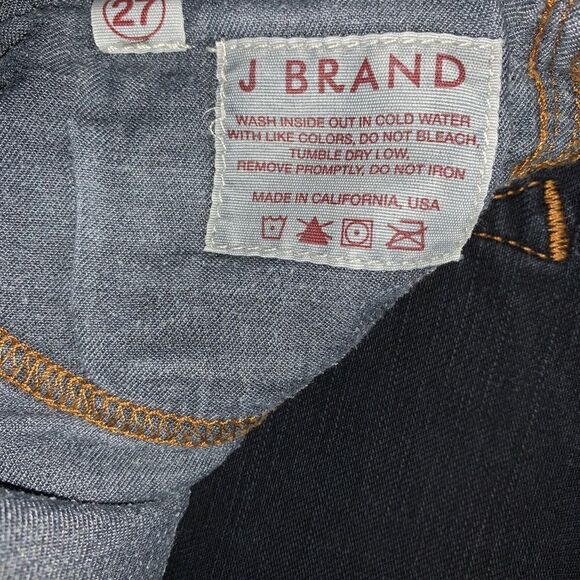 27
J BRAND
WASH INSIDE OUT IN COLD WATER
WITH LIKE COLORS, DO NOT BLEACH,
TUMBLE DRY LOW,
REMOVE PROMPTLY, DO NOT IRON
MADE IN CALIFORNIA, USA